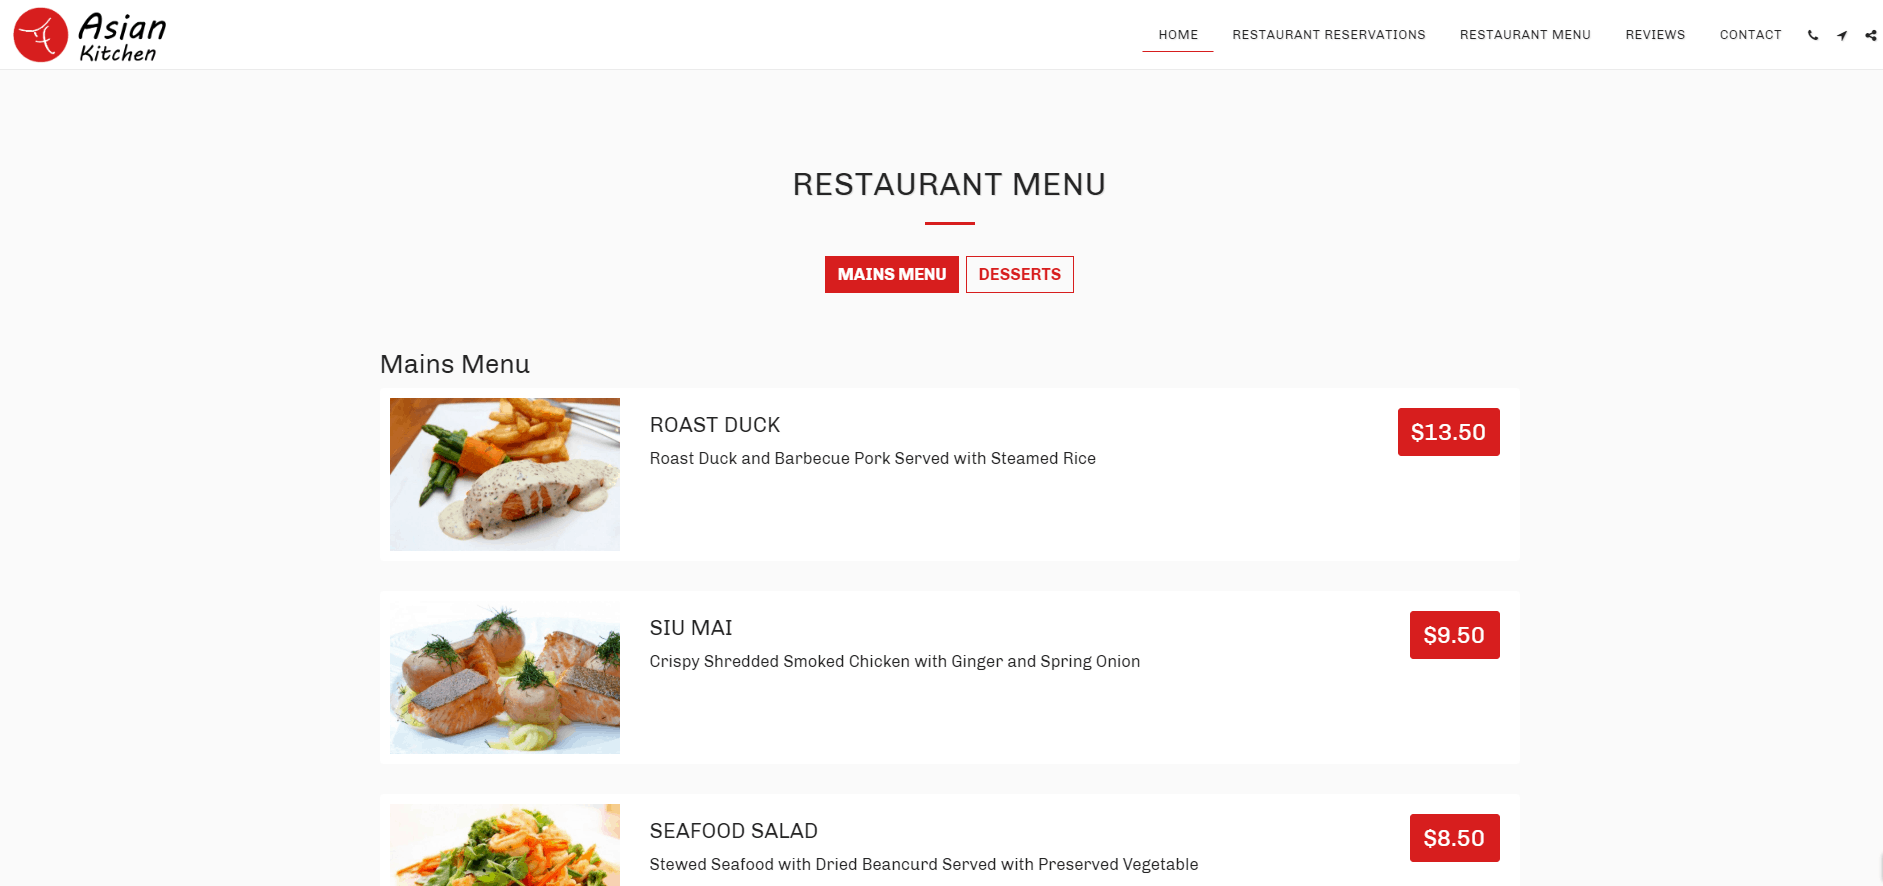 Asian
Kitchen
HOME RESTAURANT RESERVATIONS RESTAURANT MENU REVIEWS CONTACT
RESTAURANT MENU
MAINS MENU DESSERTS
Mains Menu
ROAST DUCK $13.50
Roast Duck and Barbecue Pork Served with Steamed Rice
SIU MAI $9.50
Crispy Shredded Smoked Chicken with Ginger and Spring Onion
SEAFOOD SALAD $8.50
Stewed Seafood with Dried Beancurd Served with Preserved Vegetable